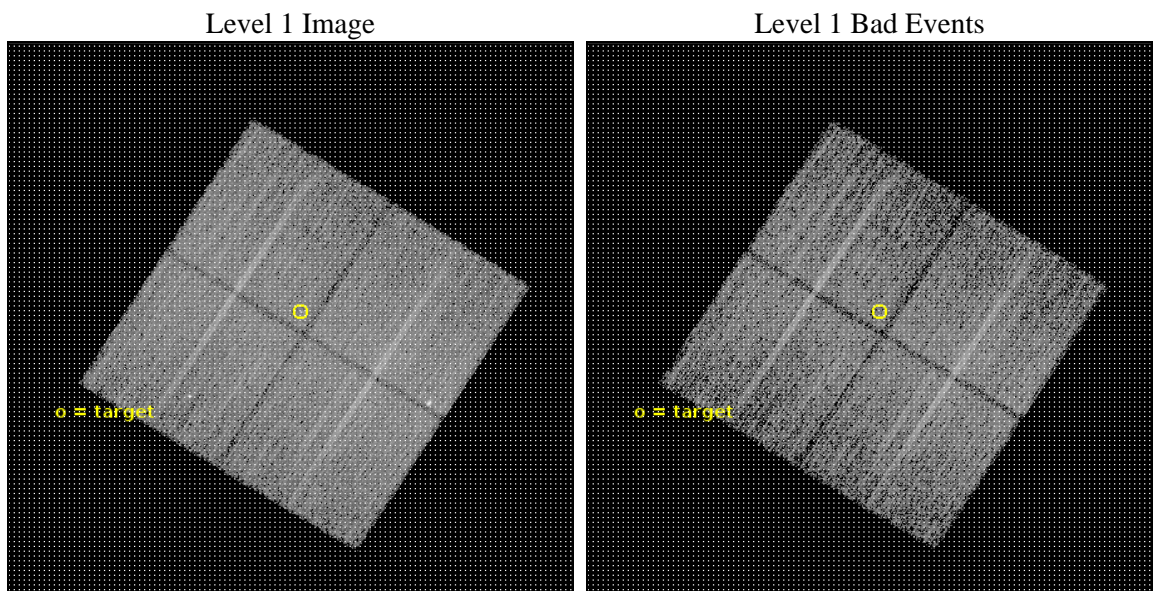 Level 1 Image
Level 1 Bad Events
o = target
o = target